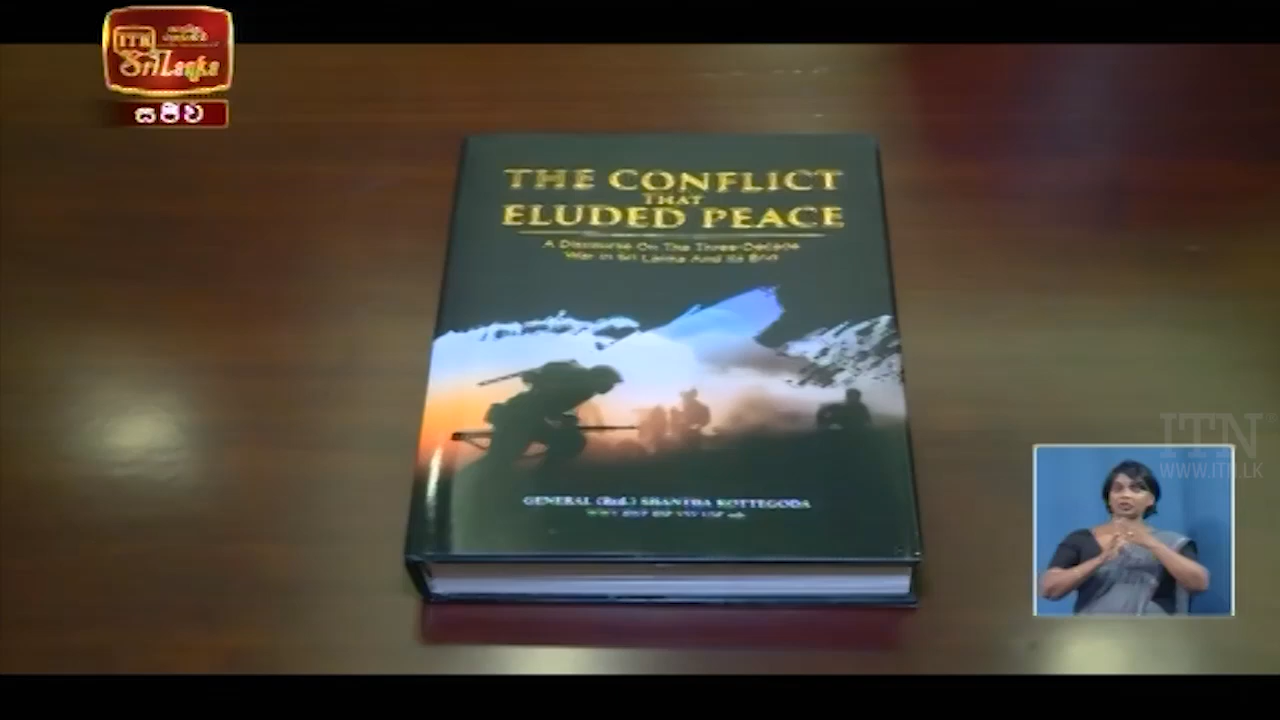 ITN
Sri Lanka
සජීව
THE CONFLICT
THAT
ELUDED PEACE
A Discourse On The Three-Decade
War in Sri Lanka And Its End
GENERAL (Rtd.) SHANTHA KOTTEGODA
ITN
WWW.ITN.LK